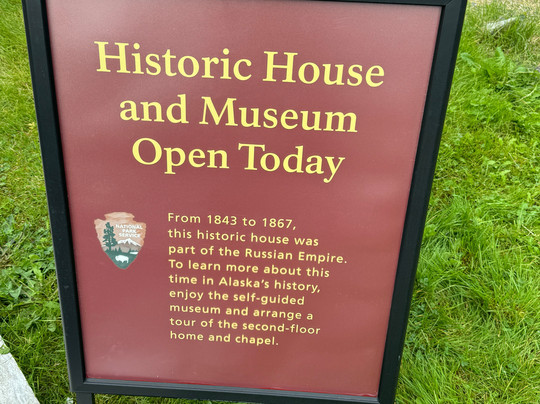 Historic House
and Museum
Open Today
NATIONAL
PARK
SERVICE
From 1843 to 1867,
this historic house was
part of the Russian Empire.
To learn more about this
time in Alaska's history,
enjoy the self-guided
museum and arrange a
tour of the second-floor
home and chapel.